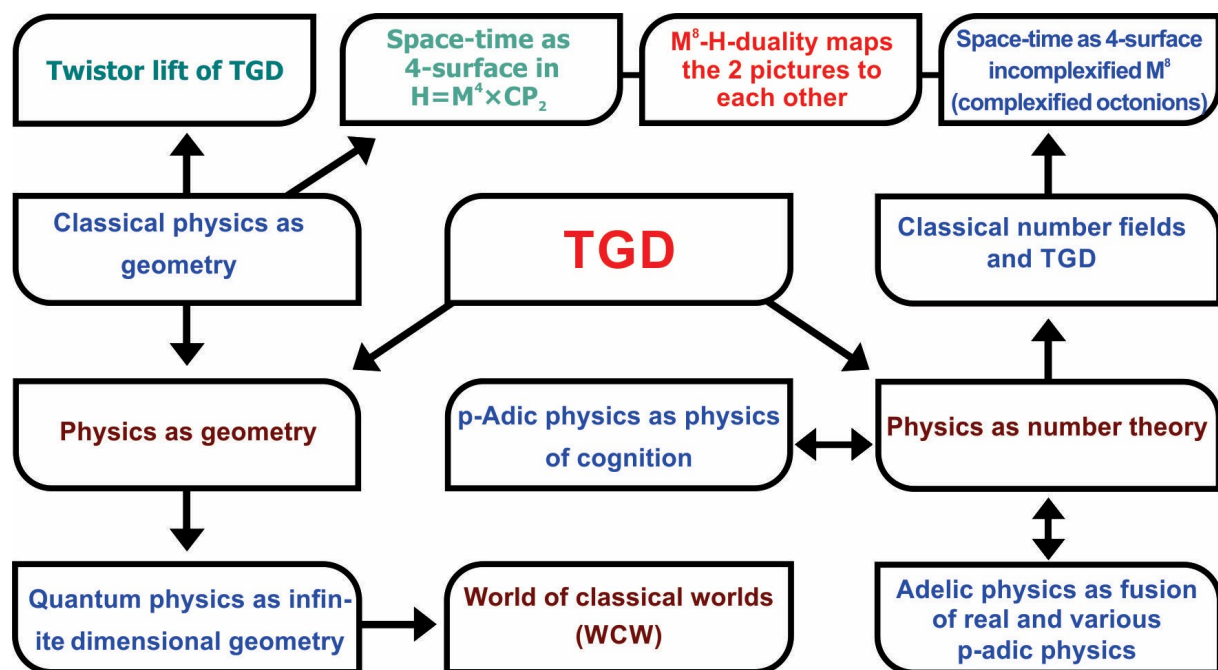 Twistor lift of TGD
Space-time as
4-surface in
H=M⁴×CP₂
M⁸-H-duality maps
the 2 pictures to
each other
Space-time as 4-surface
incomplexified M⁸
(complexified octonions)
Classical physics as
geometry
TGD
Classical number fields
and TGD
Physics as geometry
p-Adic physics as physics
of cognition
Physics as number theory
Quantum physics as infin-
ite dimensional geometry
World of classical worlds
(WCW)
Adelic physics as fusion
of real and various
p-adic physics